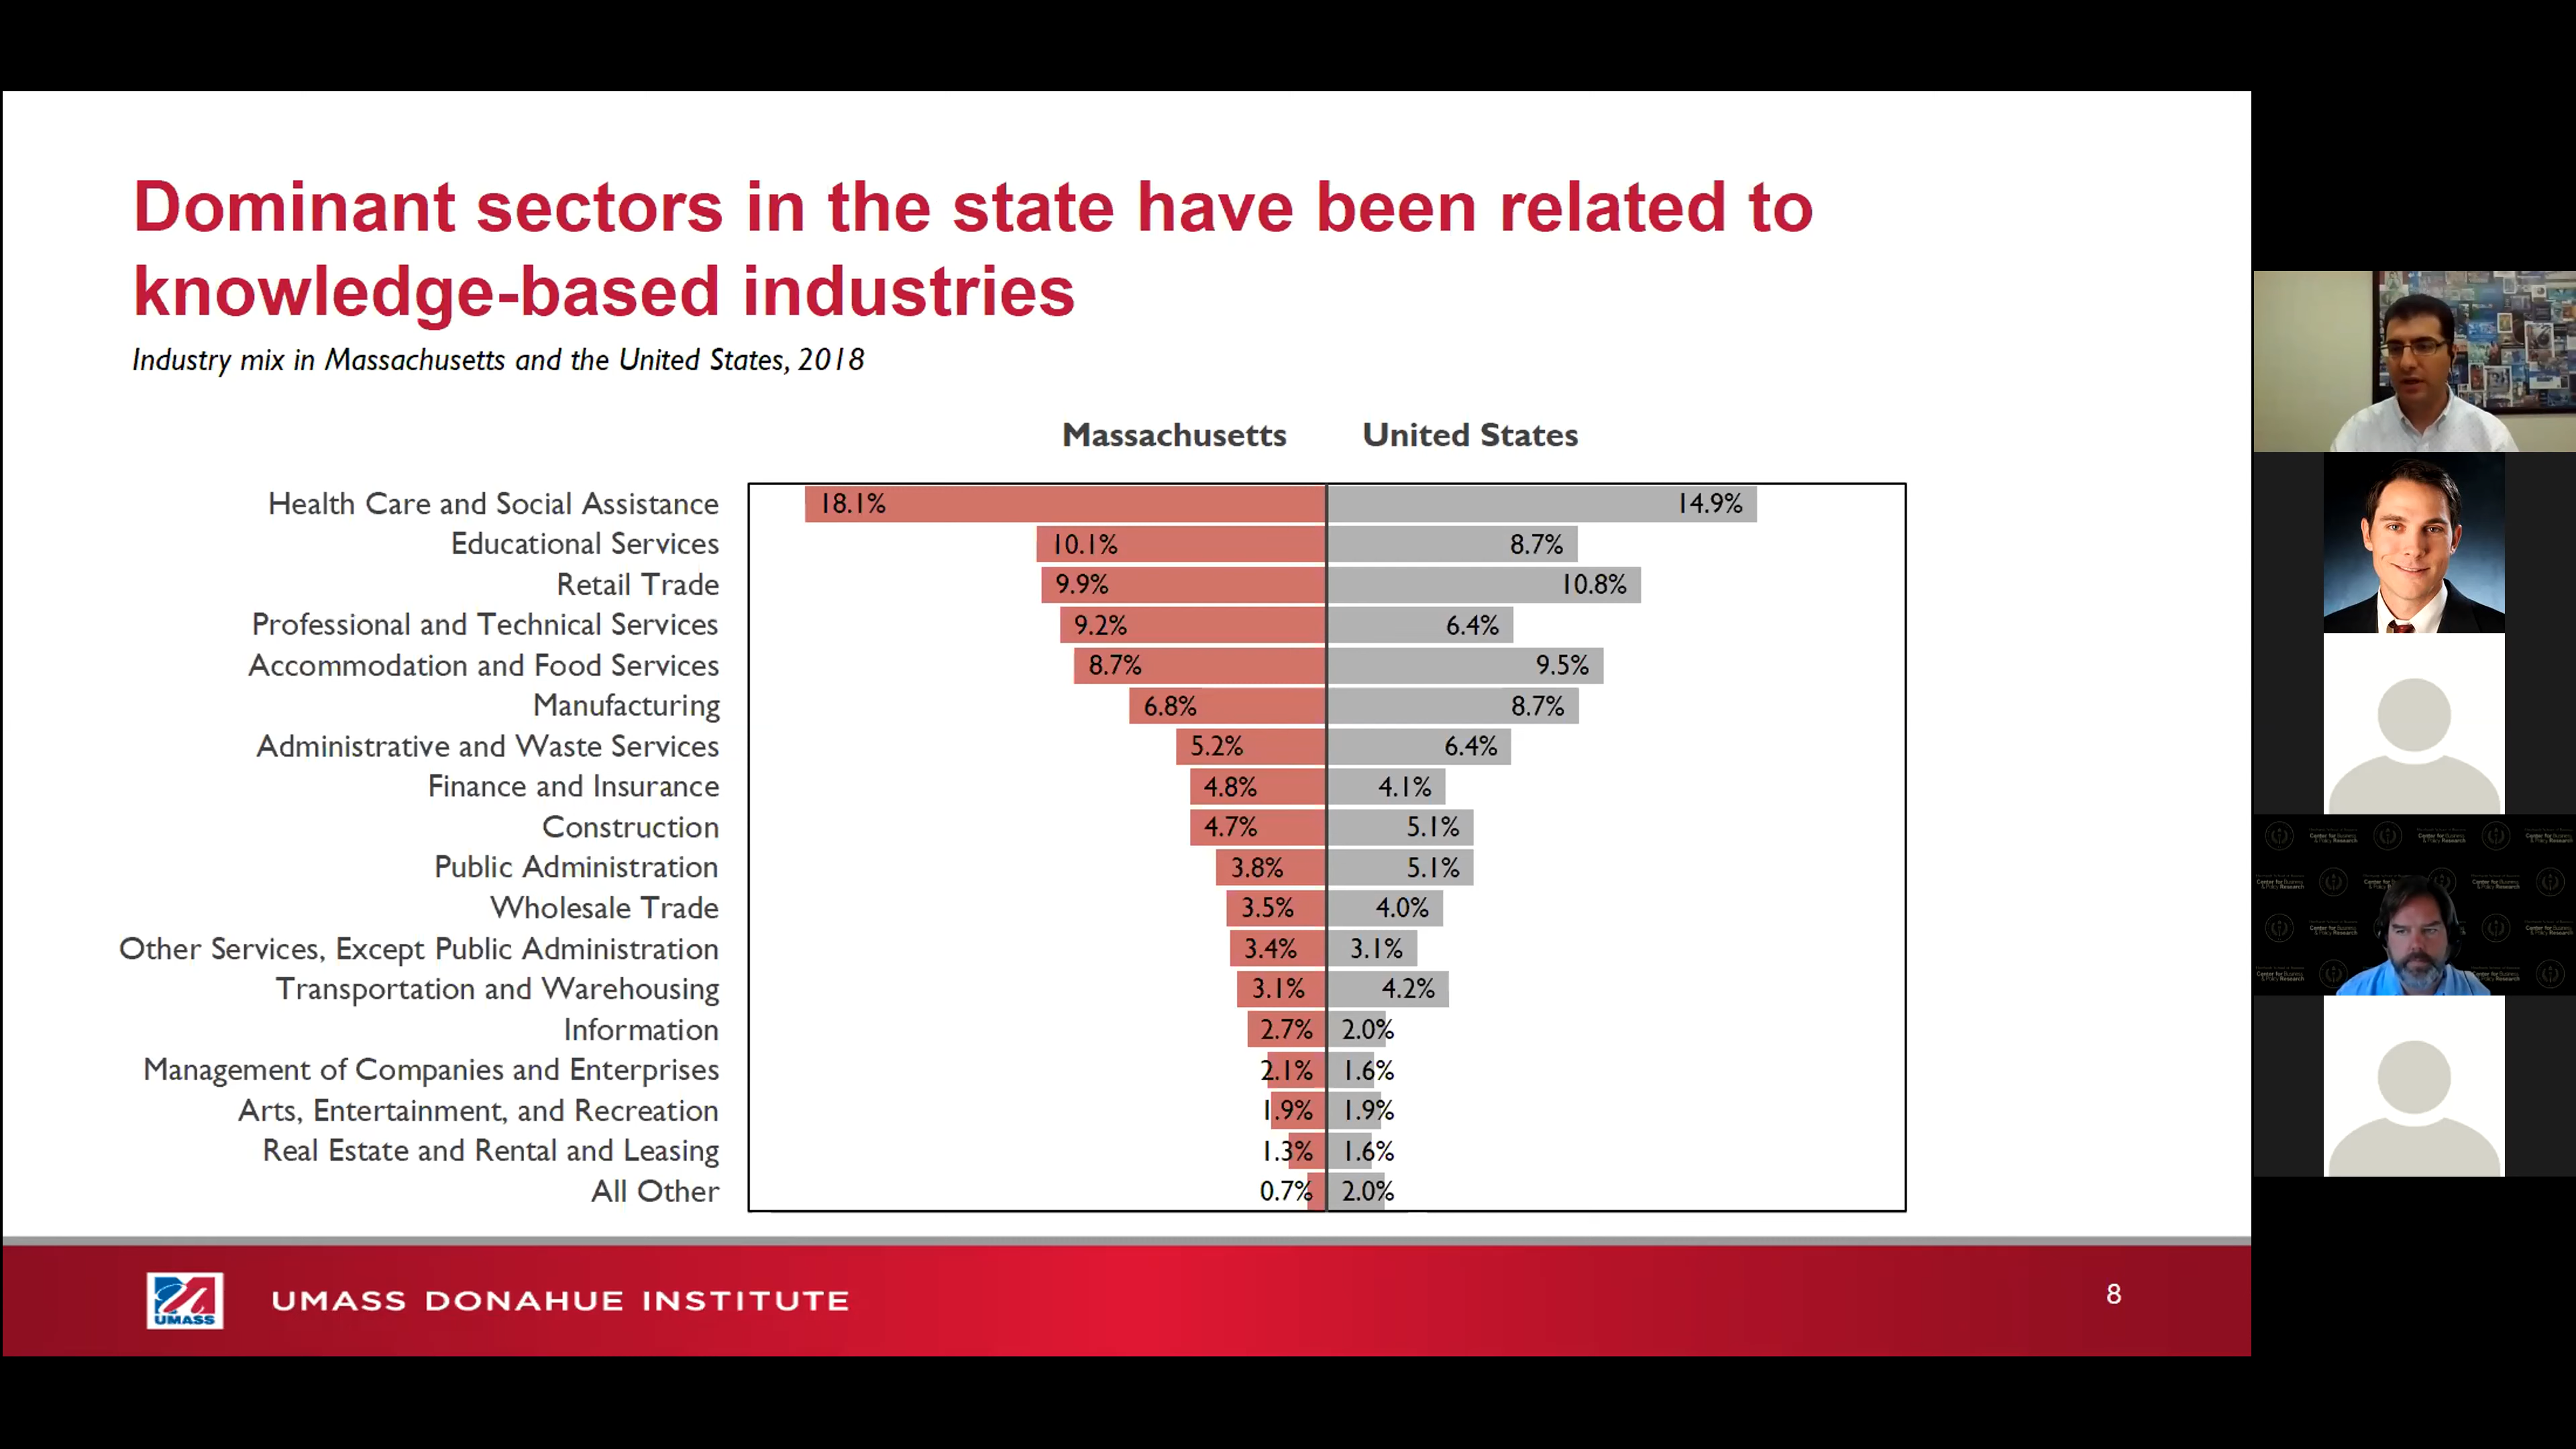 Dominant sectors in the state have been related to
knowledge-based industries
Industry mix in Massachusetts and the United States, 2018
Massachusetts United States
Health Care and Social Assistance 18.1% 14.9%
Educational Services 10.1% 8.7%
Retail Trade 9.9% 10.8%
Professional and Technical Services 9.2% 6.4%
Accommodation and Food Services 8.7% 9.5%
Manufacturing 6.8% 8.7%
Administrative and Waste Services 5.2% 6.4%
Finance and Insurance 4.8% 4.1%
Construction 4.7% 5.1%
Public Administration 3.8% 5.1%
Wholesale Trade 3.5% 4.0%
Other Services, Except Public Administration 3.4% 3.1%
Transportation and Warehousing 3.1% 4.2%
Information 2.7% 2.0%
Management of Companies and Enterprises 2.1% 1.6%
Arts, Entertainment, and Recreation 1.9% 1.9%
Real Estate and Rental and Leasing 1.3% 1.6%
All Other 0.7% 2.0%
UMASS
UMASS DONAHUE INSTITUTE
8
Center for Business
& Policy Research